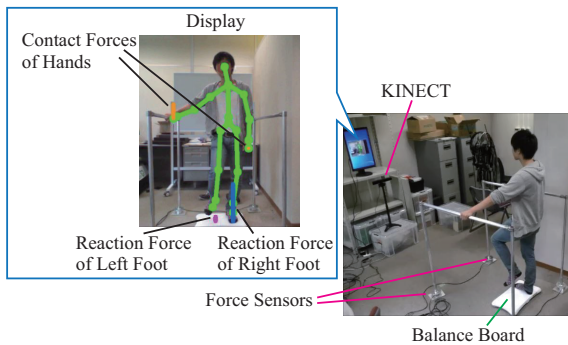 Display
Contact Forces
of Hands
KINECT
Reaction Force
of Left Foot
Reaction Force
of Right Foot
Force Sensors
Balance Board